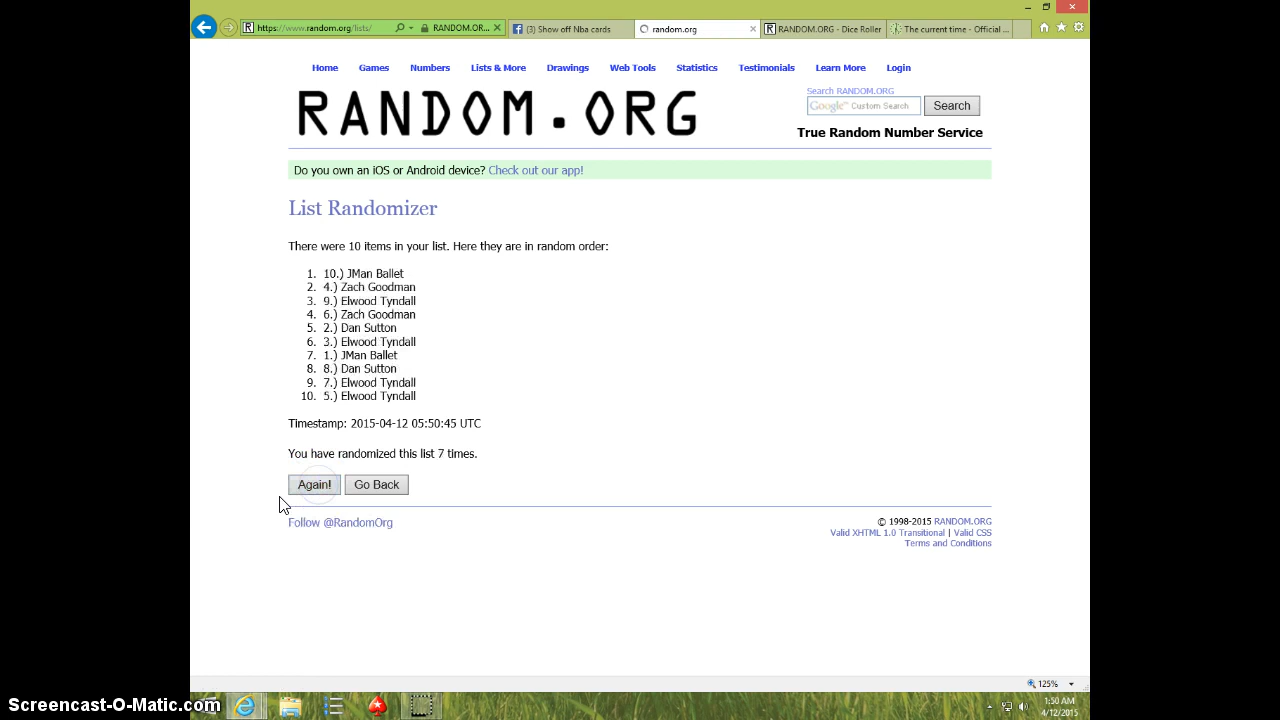 https://www.random.org/lists/
RANDOM.OR...
(3) Show off Nba cards
random.org
RANDOM.ORG - Dice Roller
The current time - Official ...
Home Games Numbers Lists & More Drawings Web Tools Statistics Testimonials Learn More Login
RANDOM.ORG
Search RANDOM.ORG
Google™ Custom Search
Search
True Random Number Service
Do you own an iOS or Android device? Check out our app!
List Randomizer
There were 10 items in your list. Here they are in random order:
1. 10.) JMan Ballet
2. 4.) Zach Goodman
3. 9.) Elwood Tyndall
4. 6.) Zach Goodman
5. 2.) Dan Sutton
6. 3.) Elwood Tyndall
7. 1.) JMan Ballet
8. 8.) Dan Sutton
9. 7.) Elwood Tyndall
10. 5.) Elwood Tyndall
Timestamp: 2015-04-12 05:50:45 UTC
You have randomized this list 7 times.
Again! Go Back
Follow @RandomOrg
© 1998-2015 RANDOM.ORG
Valid XHTML 1.0 Transitional | Valid CSS
Terms and Conditions
125%
Screencast-O-Matic.com
1:50 AM
4/12/2015